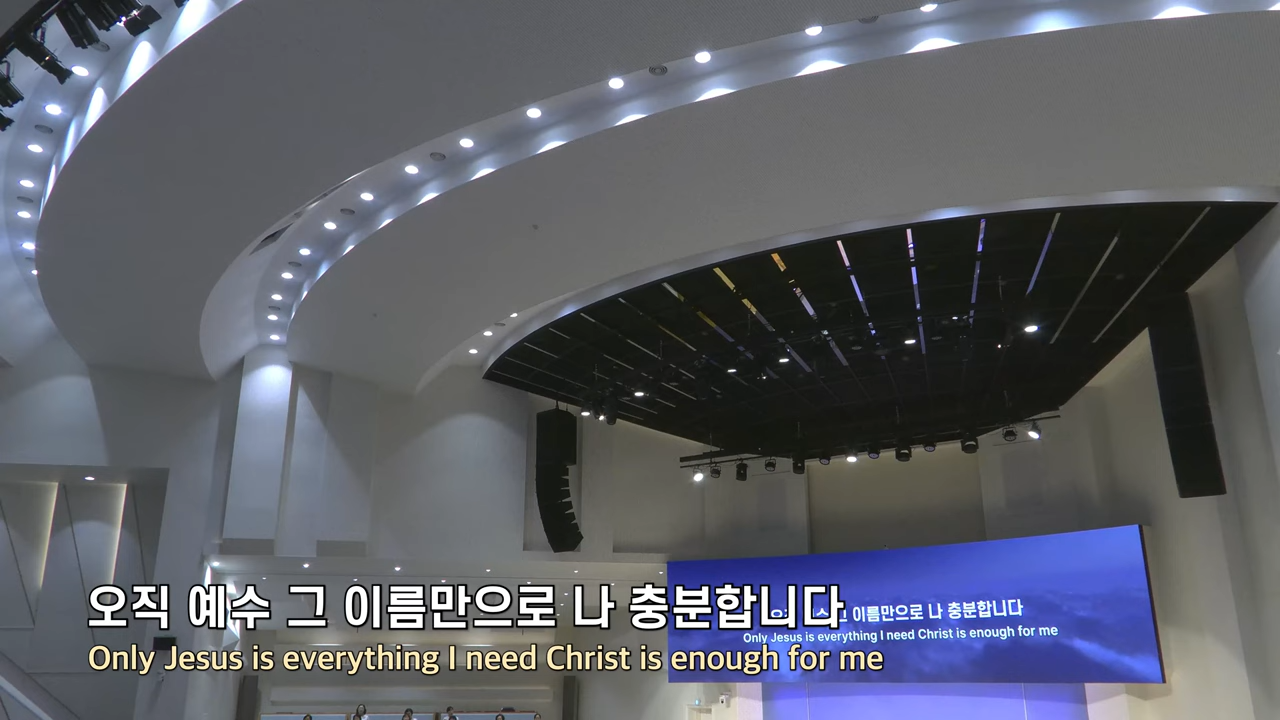 오직 예수 그 이름만으로 나 충분합니다
Only Jesus is everything I need Christ is enough for me
이름만으로 나 충분합니다
Only Jesus is everything I need Christ is enough for me